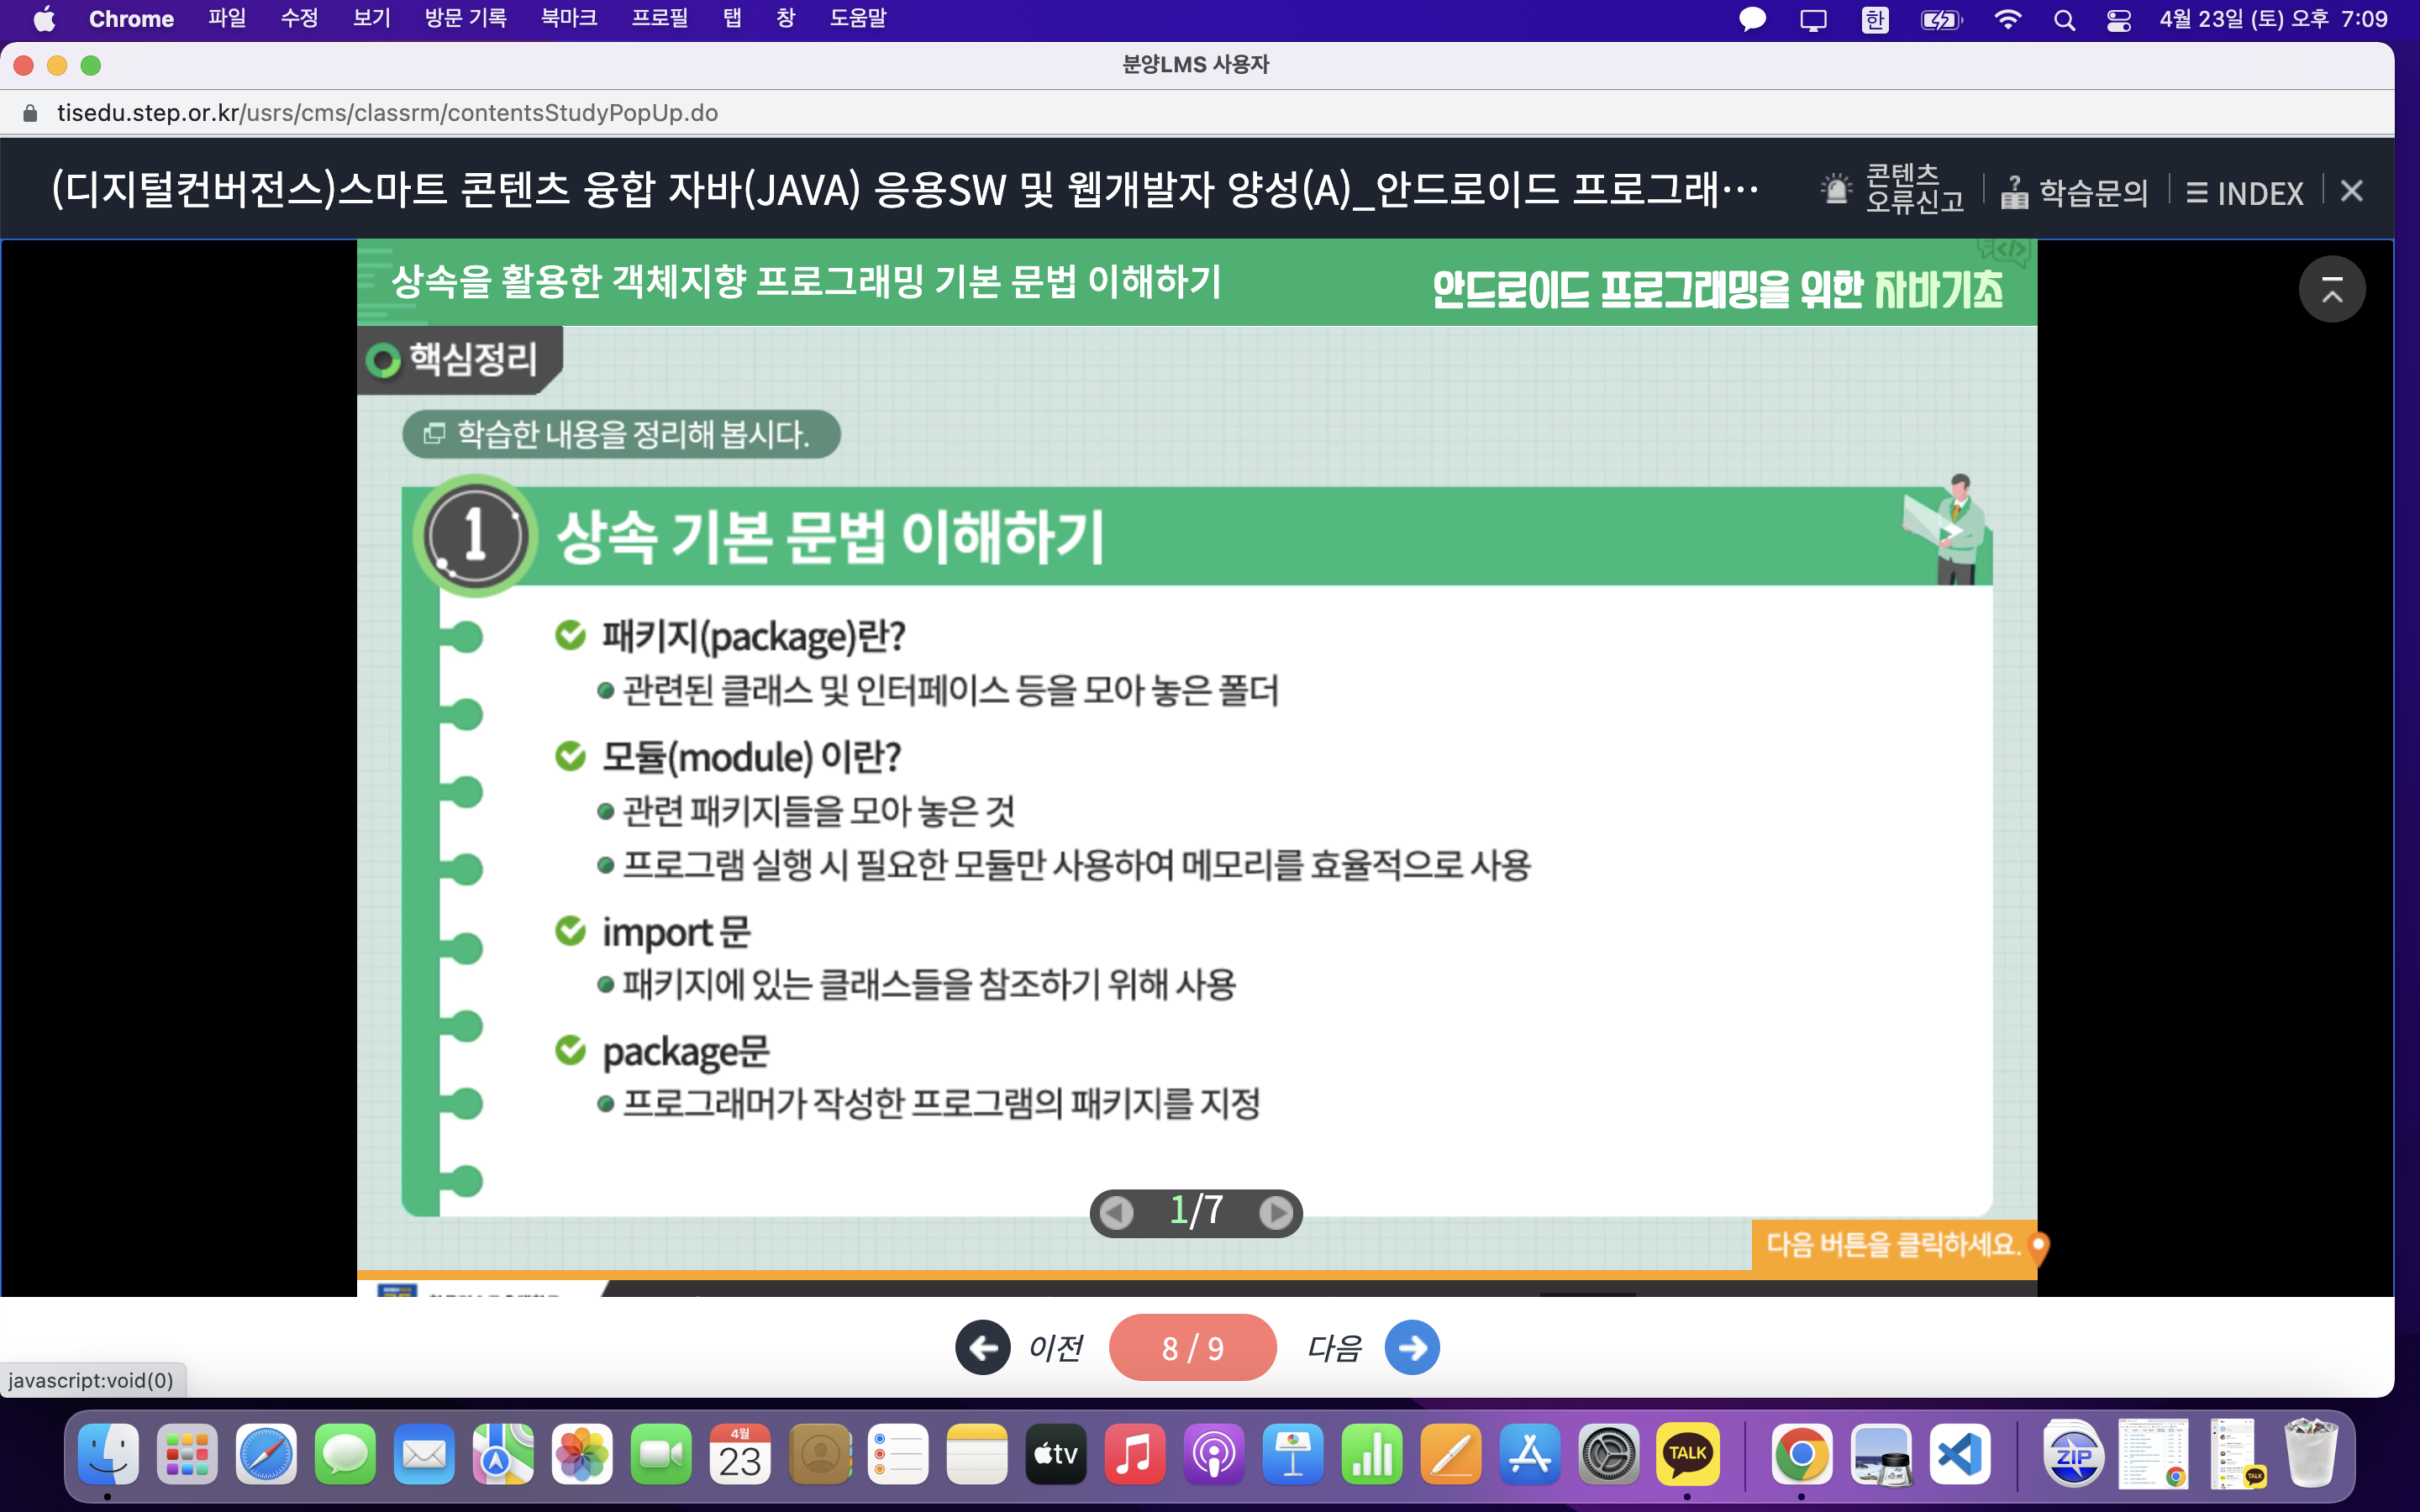 Chrome 파일 수정 보기 방문 기록 북마크 프로필 탭 창 도움말 한 4월 23일 (토) 오후 7:09
분양LMS 사용자
tisedu.step.or.kr/usrs/cms/classrm/contentsStudyPopUp.do
(디지털컨버전스)스마트 콘텐츠 융합 자바(JAVA) 응용SW 및 웹개발자 양성(A)_안드로이드 프로그래…
콘텐츠
오류신고
학습문의
INDEX
상속을 활용한 객체지향 프로그래밍 기본 문법 이해하기
안드로이드 프로그래밍을 위한 자바기초
핵심정리
학습한 내용을 정리해 봅시다.
1 상속 기본 문법 이해하기
패키지(package)란?
관련된 클래스 및 인터페이스 등을 모아 놓은 폴더
모듈(module) 이란?
관련 패키지들을 모아 놓은 것
프로그램 실행 시 필요한 모듈만 사용하여 메모리를 효율적으로 사용
import 문
패키지에 있는 클래스들을 참조하기 위해 사용
package문
프로그래머가 작성한 프로그램의 패키지를 지정
1/7
다음 버튼을 클릭하세요.
이전 8 / 9 다음
javascript:void(0)
4월
23
tv
TALK
ZIP
TALK